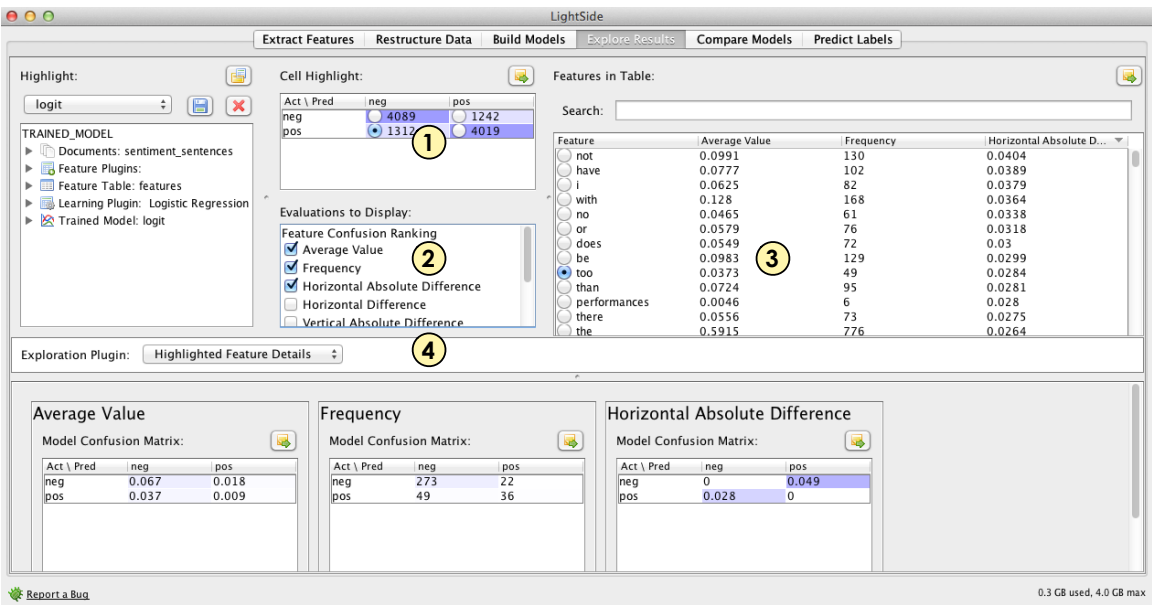 LightSide
Extract Features Restructure Data Build Models Explore Results Compare Models Predict Labels
Highlight:
logit
TRAINED_MODEL
Documents: sentiment_sentences
Feature Plugins:
Feature Table: features
Learning Plugin: Logistic Regression
Trained Model: logit
Cell Highlight:
Act \ Pred neg pos
neg 4089 1242
pos 1312 4019
1
Evaluations to Display:
Feature Confusion Ranking
Average Value
Frequency
Horizontal Absolute Difference
Horizontal Difference
Vertical Absolute Difference
2
Features in Table:
Search:
Feature Average Value Frequency Horizontal Absolute D...
not 0.0991 130 0.0404
have 0.0777 102 0.0389
i 0.0625 82 0.0379
with 0.128 168 0.0364
no 0.0465 61 0.0338
or 0.0579 76 0.0318
does 0.0549 72 0.03
be 0.0983 129 0.0299
too 0.0373 49 0.0284
than 0.0724 95 0.0281
performances 0.0046 6 0.028
there 0.0556 73 0.0275
the 0.5915 776 0.0264
3
Exploration Plugin: Highlighted Feature Details
4
Average Value
Model Confusion Matrix:
Act \ Pred neg pos
neg 0.067 0.018
pos 0.037 0.009
Frequency
Model Confusion Matrix:
Act \ Pred neg pos
neg 273 22
pos 49 36
Horizontal Absolute Difference
Model Confusion Matrix:
Act \ Pred neg pos
neg 0 0.049
pos 0.028 0
Report a Bug
0.3 GB used, 4.0 GB max